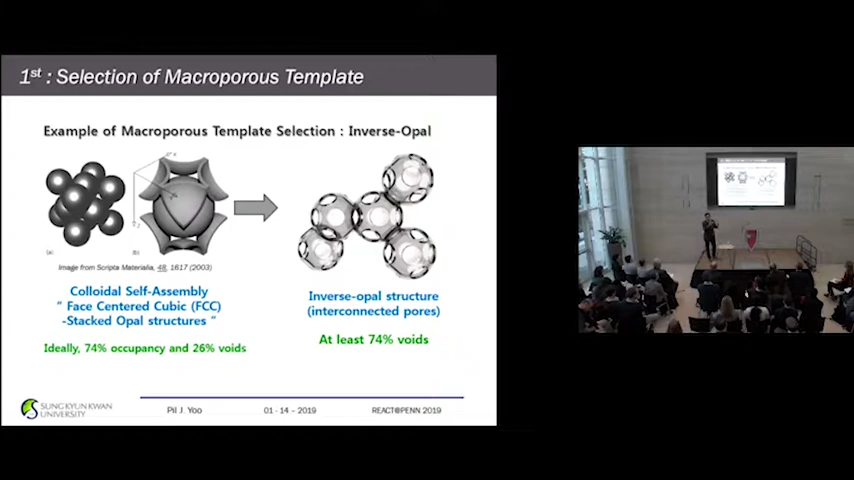 1st : Selection of Macroporous Template
Example of Macroporous Template Selection : Inverse-Opal
(a)
(b)
Image from Scripta Materialia, 48, 1617 (2003)
Colloidal Self-Assembly
" Face Centered Cubic (FCC)
-Stacked Opal structures "
Ideally, 74% occupancy and 26% voids
Inverse-opal structure
(interconnected pores)
At least 74% voids
SUNG KYUN KWAN
UNIVERSITY
Pil J. Yoo
01 - 14 – 2019
REACT@PENN 2019